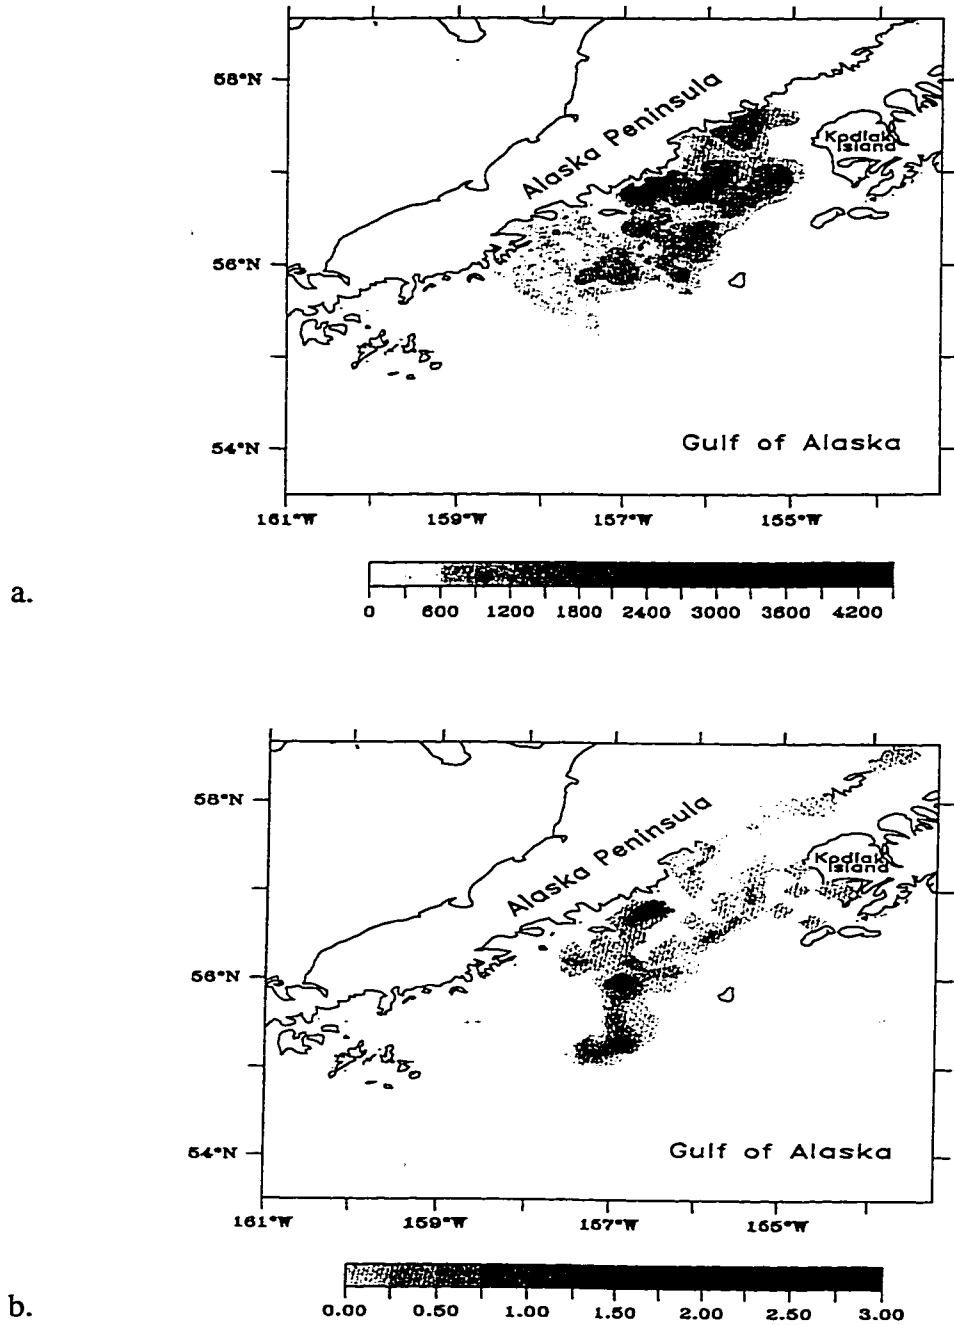 58°N
Alaska Peninsula
Kodiak
Island
56°N
54°N
Gulf of Alaska
161°W 159°W 157°W 155°W
a.
0 600 1200 1800 2400 3000 3600 4200
58°N
Alaska Peninsula
Kodiak
Island
56°N
54°N
Gulf of Alaska
161°W 159°W 157°W 155°W
b.
0.00 0.50 1.00 1.50 2.00 2.50 3.00